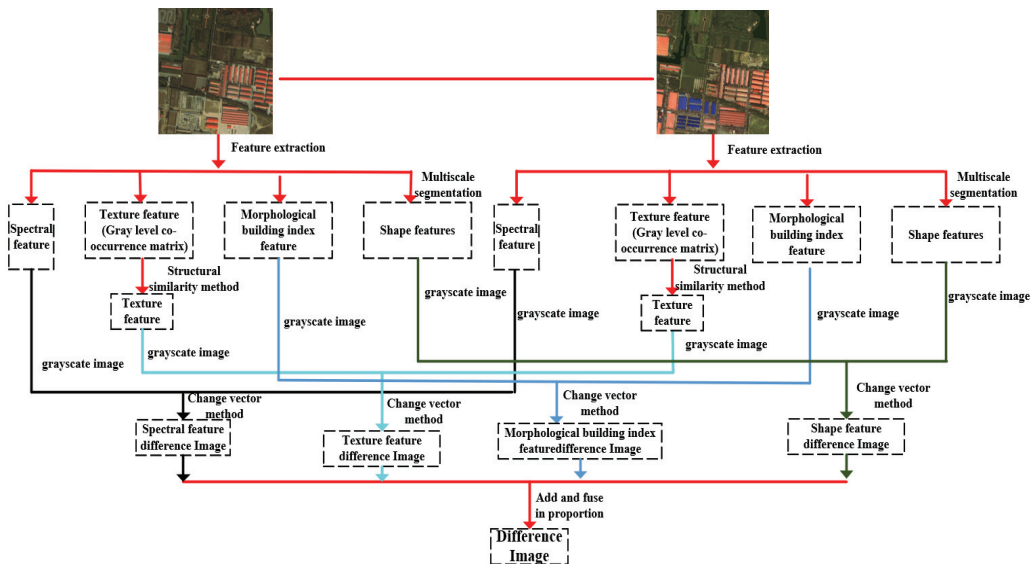 Feature extraction
Feature extraction
Multiscale
segmentation
Multiscale
segmentation
Spectral
feature
Texture feature
(Gray level co-
occurrence matrix)
Morphological
building index
feature
Shape features
Spectral
feature
Texture feature
(Gray level co-
occurrence matrix)
Morphological
building index
feature
Shape features
Structural
similarity method
Structural
similarity method
Texture
feature
Texture
feature
grayscate image
grayscate image
grayscate image
grayscate image
grayscate image
grayscate image
grayscate image
grayscate image
Change vector
method
Change vector
method
Change vector
method
Change vector
method
Spectral feature
difference Image
Texture feature
difference Image
Morphological building index
featuredifference Image
Shape feature
difference Image
Add and fuse
in proportion
Difference
Image